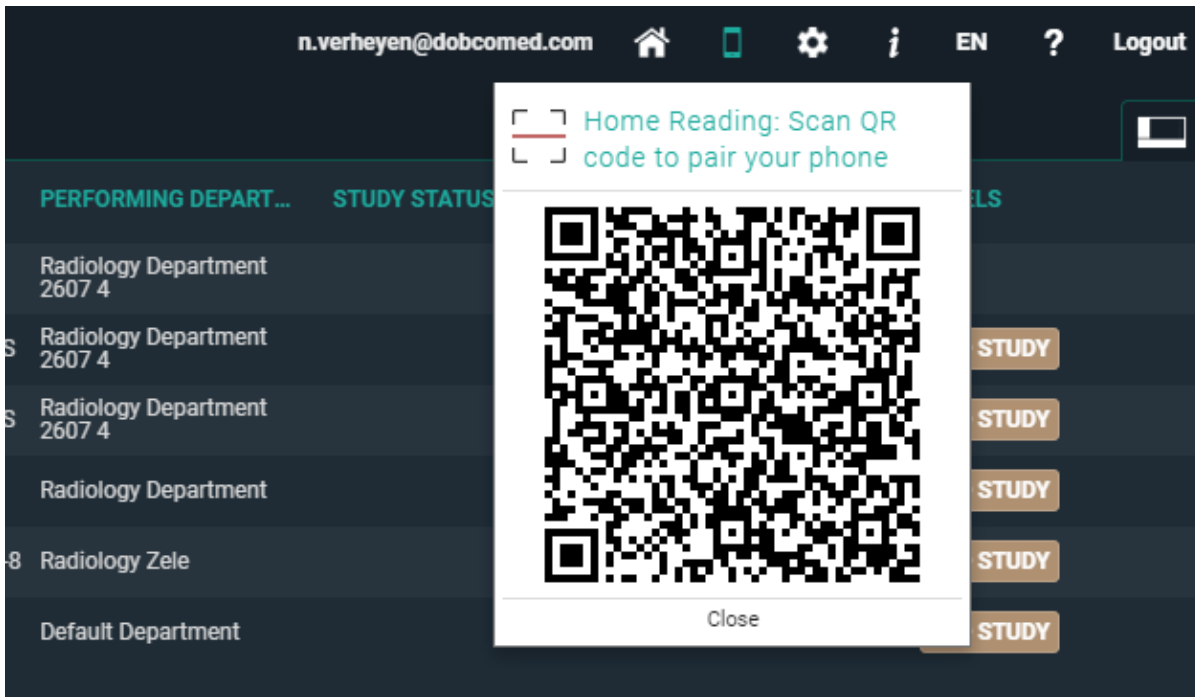 n.verheyen@dobcomed.com EN ? Logout
Home Reading: Scan QR
code to pair your phone
PERFORMING DEPART... STUDY STATUS
Radiology Department
2607 4
Radiology Department
2607 4
STUDY
Radiology Department
2607 4
STUDY
Radiology Department
STUDY
-8 Radiology Zele
STUDY
Default Department
STUDY
Close